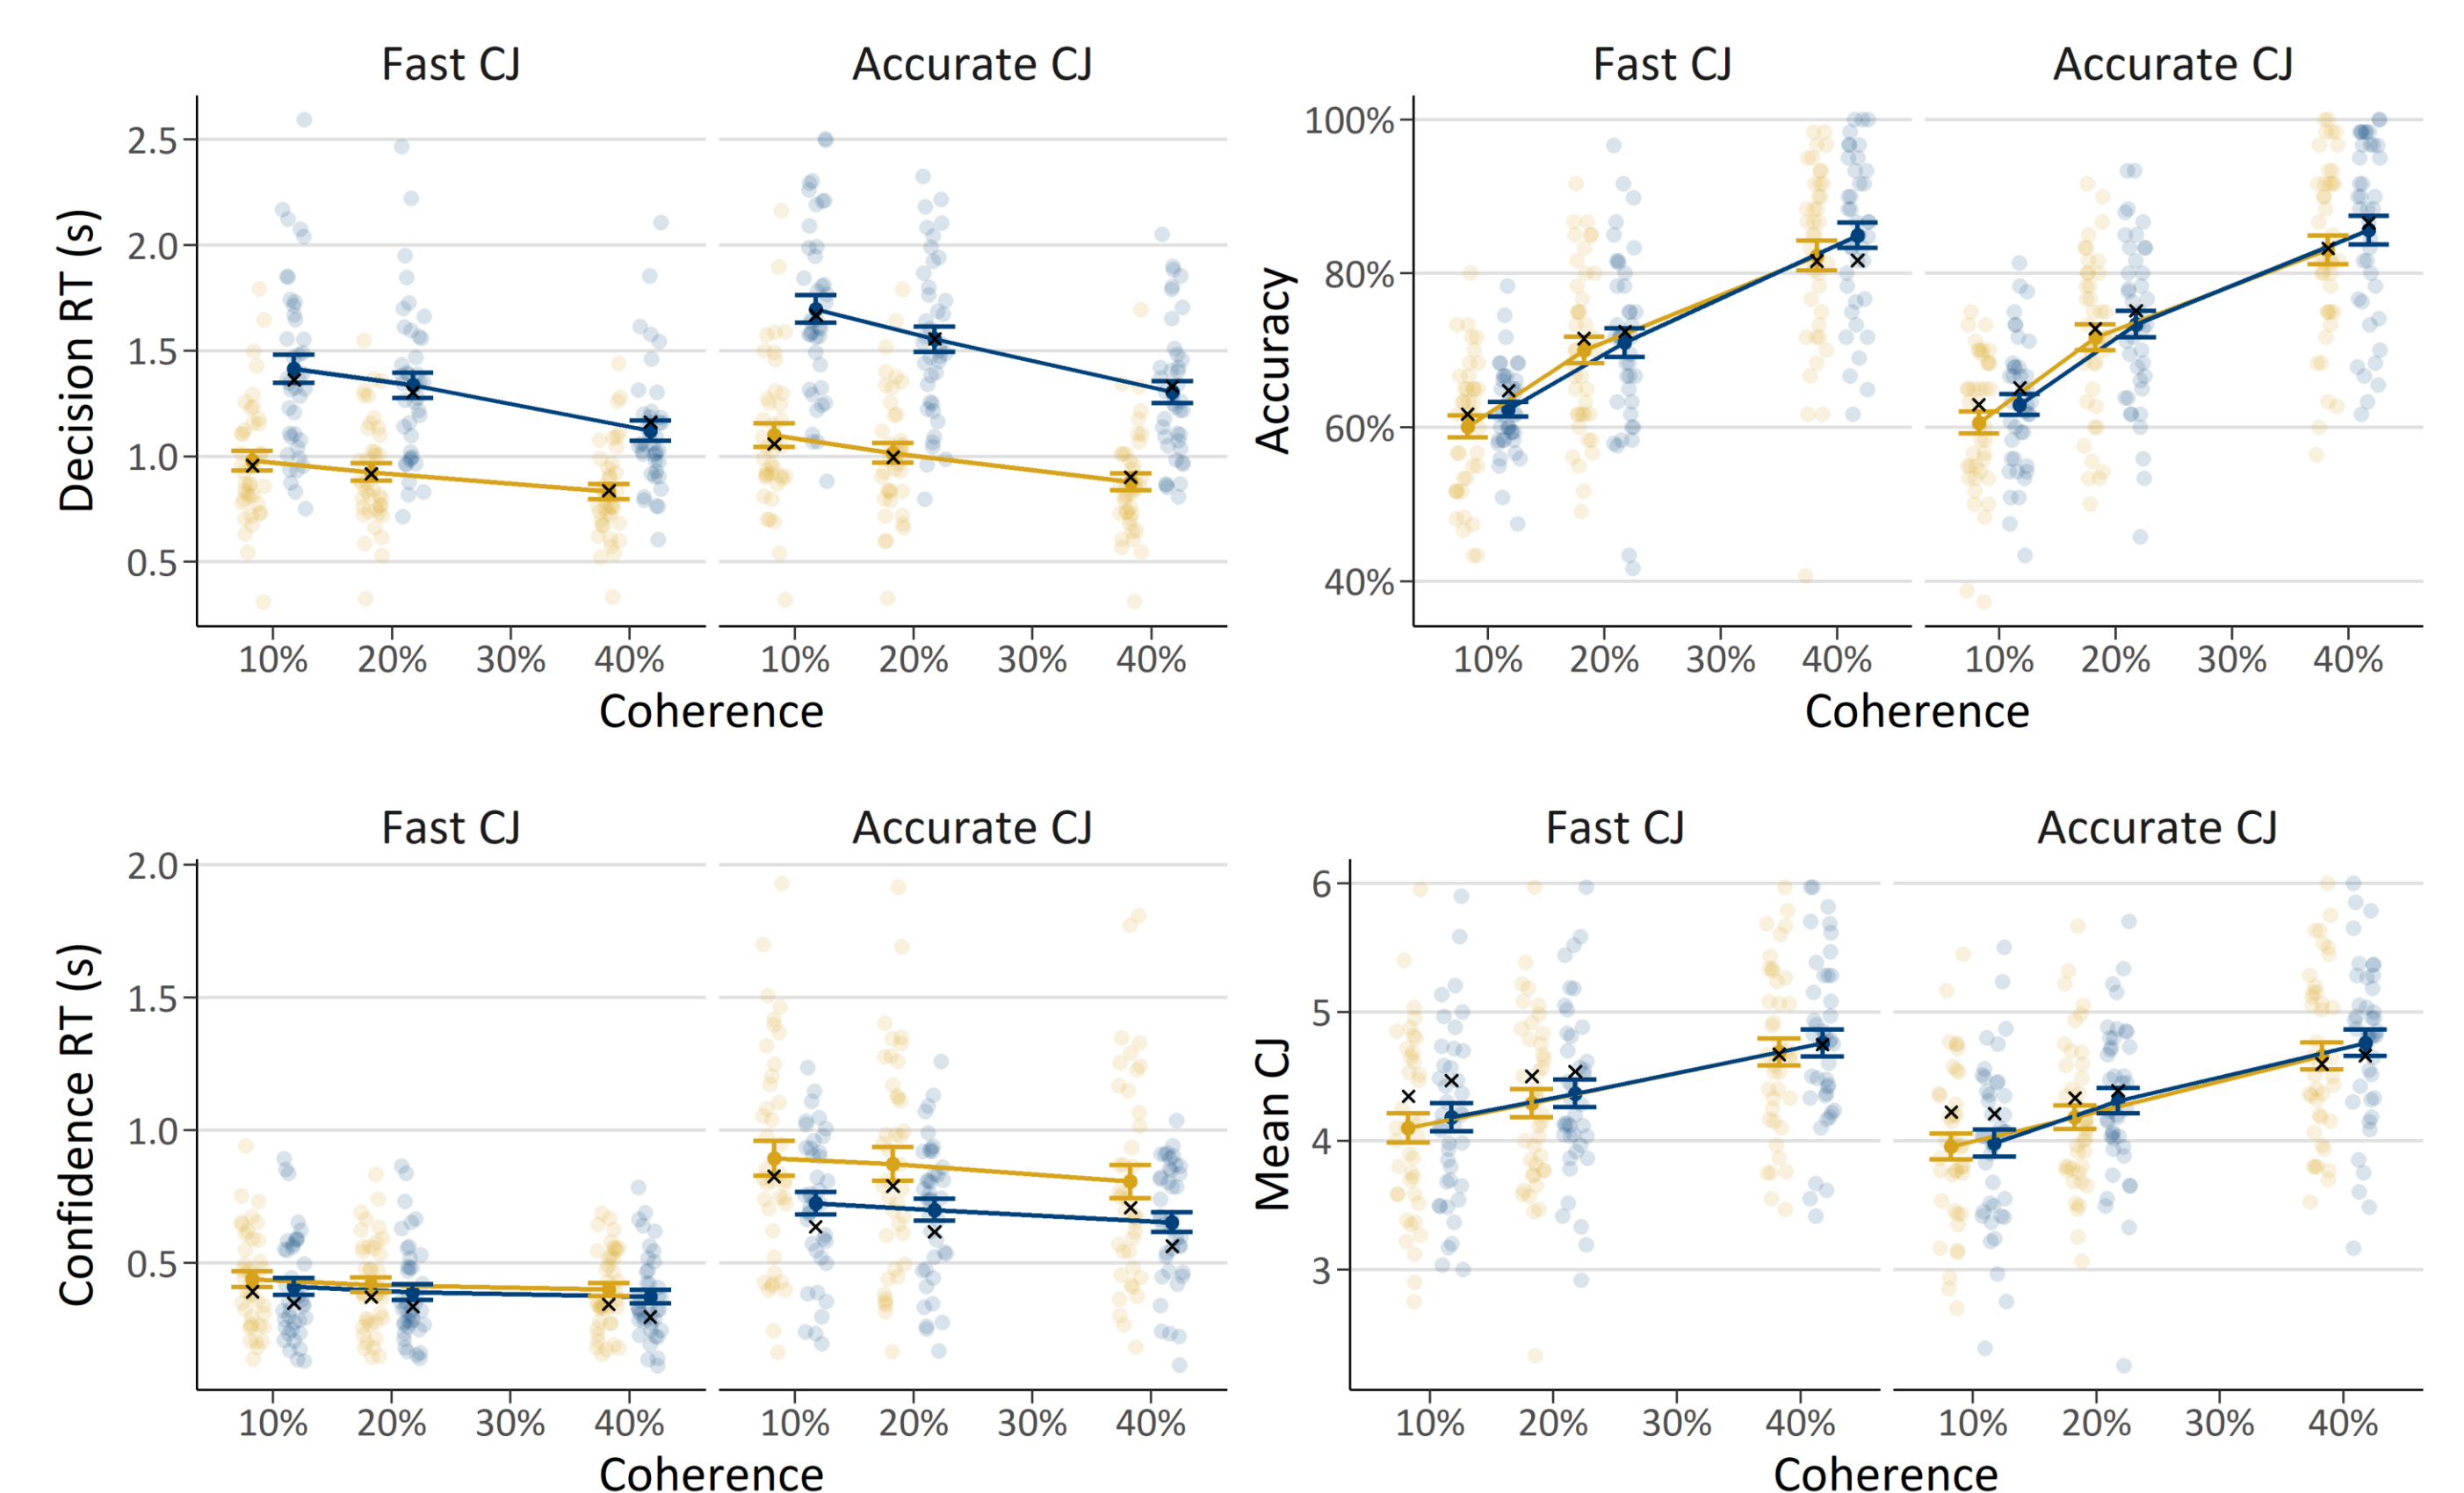 Fast CJ Accurate CJ
Decision RT (s)
2.5
2.0
1.5
1.0
0.5
10% 20% 30% 40% 10% 20% 30% 40%
Coherence
Fast CJ Accurate CJ
Accuracy
100%
80%
60%
40%
10% 20% 30% 40% 10% 20% 30% 40%
Coherence
Fast CJ Accurate CJ
Confidence RT (s)
2.0
1.5
1.0
0.5
10% 20% 30% 40% 10% 20% 30% 40%
Coherence
Fast CJ Accurate CJ
Mean CJ
6
5
4
3
10% 20% 30% 40% 10% 20% 30% 40%
Coherence